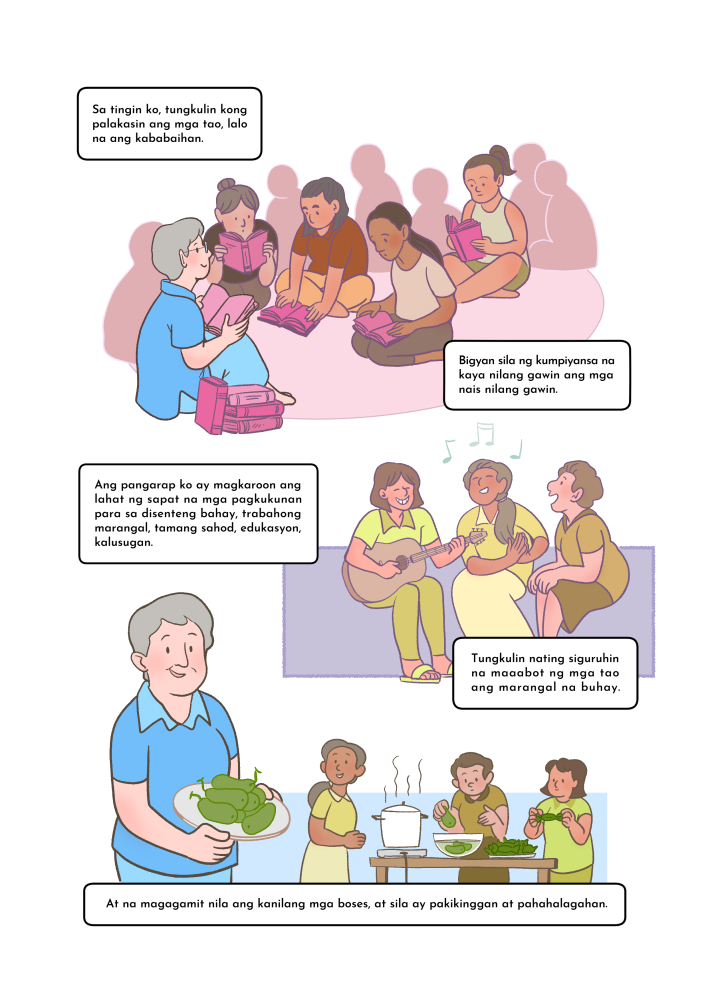 Sa tingin ko, tungkulin kong
palakasin ang mga tao, lalo
na ang kababaihan.
Bigyan sila ng kumpiyansa na
kaya nilang gawin ang mga
nais nilang gawin.
Ang pangarap ko ay magkaroon ang
lahat ng sapat na mga pagkukunan
para sa disenteng bahay, trabahong
marangal, tamang sahod, edukasyon,
kalusugan.
Tungkulin nating siguruhin
na maaabot ng mga tao
ang marangal na buhay.
At na magagamit nila ang kanilang mga boses, at sila ay pakikinggan at pahahalagahan.